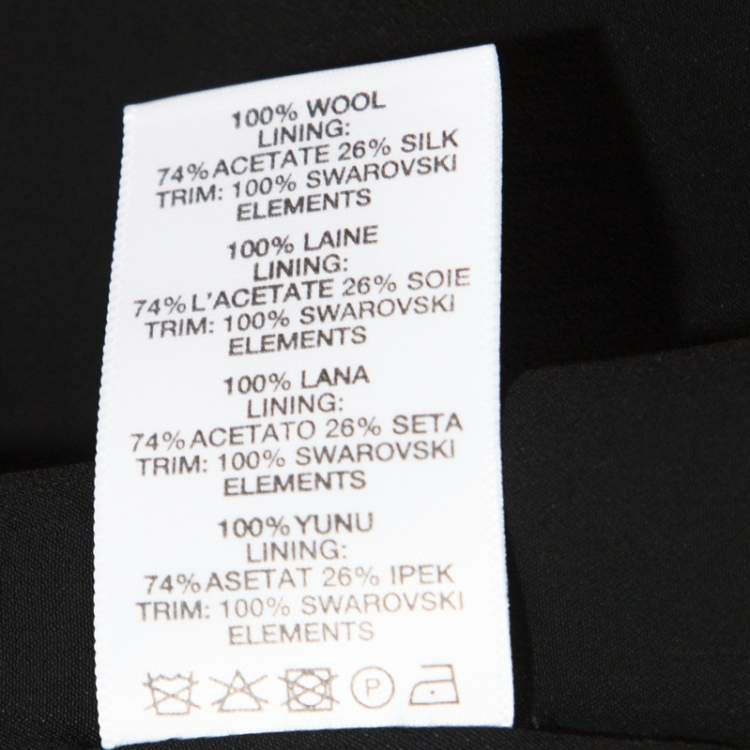 100% WOOL
LINING:
74% ACETATE 26% SILK
TRIM: 100% SWAROVSKI
ELEMENTS
100% LAINE
LINING:
74% L'ACETATE 26% SOIE
TRIM: 100% SWAROVSKI
ELEMENTS
100% LANA
LINING:
74% ACETATO 26% SETA
TRIM: 100% SWAROVSKI
ELEMENTS
100% YUNU
LINING:
74% ASETAT 26% IPEK
TRIM: 100% SWAROVSKI
ELEMENTS
P